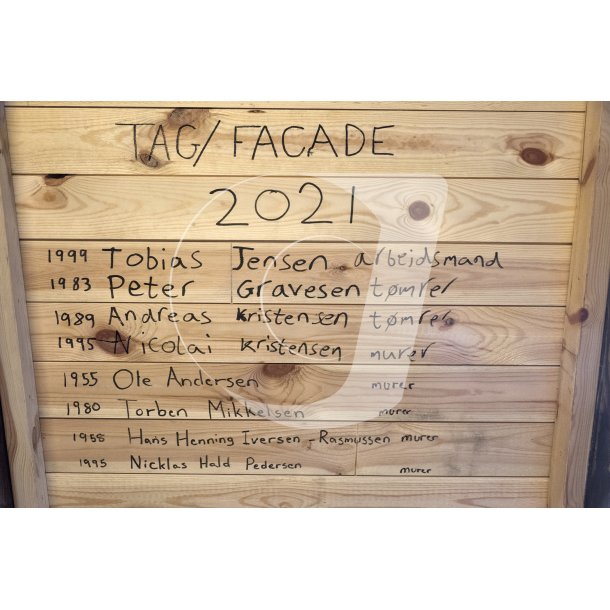 TAG/FACADE
2021
1999 Tobias Jensen arbejdsmand
1983 Peter Gravesen tømrer
1989 Andreas Kristensen tømrer
1995 Nicolai Kristensen murer
1955 Ole Andersen murer
1980 Torben Mikkelsen murer
1958 Hans Henning Iversen-Rasmussen murer
1995 Nicklas Hald Pedersen murer